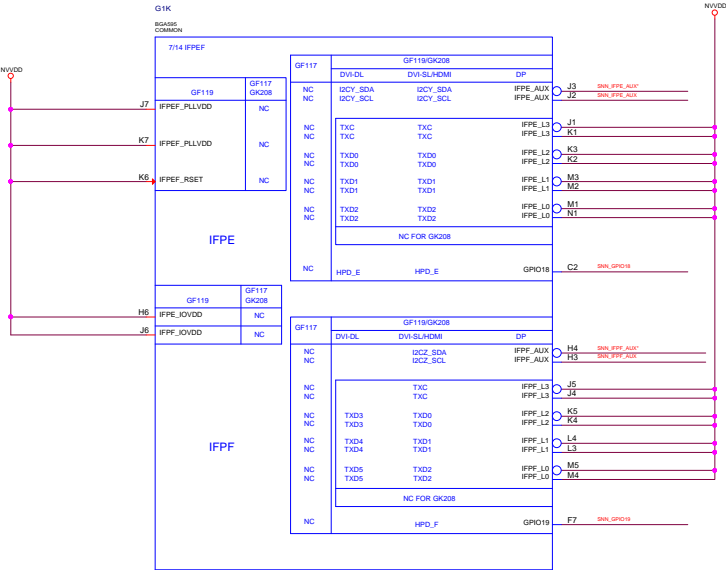 G1K
BGA595
COMMON
NVVDD
NVVDD
7/14 IFPEF
GF119
GF117
GK208
J7 IFPEF_PLLVDD NC
K7 IFPEF_PLLVDD NC
K6 IFPEF_RSET NC
IFPE
GF117
GF119/GK208
DVI-DL DVI-SL/HDMI DP
NC I2CY_SDA I2CY_SDA IFPE_AUX J3 SNN_IFPE_AUX*
NC I2CY_SCL I2CY_SCL IFPE_AUX J2 SNN_IFPE_AUX
NC TXC TXC IFPE_L3 J1
NC TXC TXC IFPE_L3 K1
NC TXD0 TXD0 IFPE_L2 K3
NC TXD0 TXD0 IFPE_L2 K2
NC TXD1 TXD1 IFPE_L1 M3
NC TXD1 TXD1 IFPE_L1 M2
NC TXD2 TXD2 IFPE_L0 M1
NC TXD2 TXD2 IFPE_L0 N1
NC FOR GK208
NC HPD_E HPD_E GPIO18 C2 SNN_GPIO18
GF119
GF117
GK208
H6 IFPE_IOVDD NC
J6 IFPF_IOVDD NC
IFPF
GF117
GF119/GK208
DVI-DL DVI-SL/HDMI DP
NC I2CZ_SDA IFPF_AUX H4 SNN_IFPF_AUX*
NC I2CZ_SCL IFPF_AUX H3 SNN_IFPF_AUX
NC TXC IFPF_L3 J5
NC TXC IFPF_L3 J4
NC TXD3 TXD0 IFPF_L2 K5
NC TXD3 TXD0 IFPF_L2 K4
NC TXD4 TXD1 IFPF_L1 L4
NC TXD4 TXD1 IFPF_L1 L3
NC TXD5 TXD2 IFPF_L0 M5
NC TXD5 TXD2 IFPF_L0 M4
NC FOR GK208
NC HPD_F GPIO19 F7 SNN_GPIO19